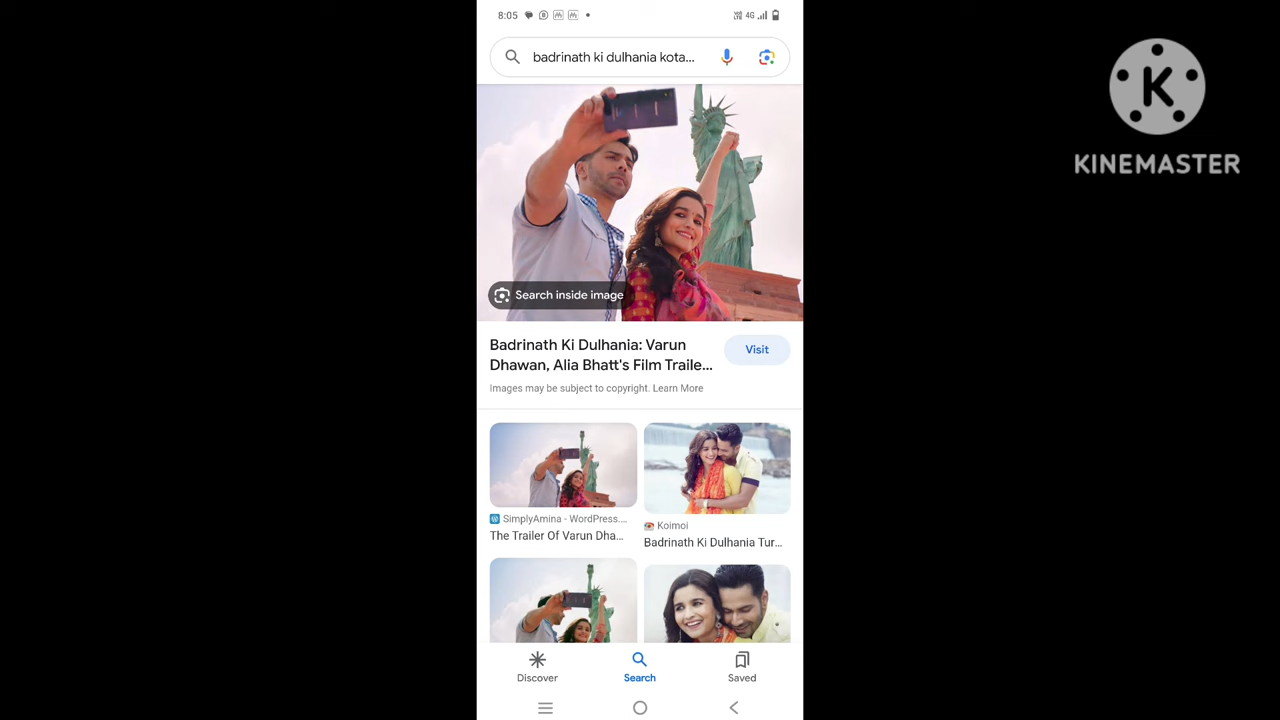 8:05
VoLTE 4G
badrinath ki dulhania kota...
Search inside image
Badrinath Ki Dulhania: Varun
Dhawan, Alia Bhatt's Film Traile...
Visit
Images may be subject to copyright. Learn More
SimplyAmina - WordPress....
The Trailer Of Varun Dha...
Koimoi
Badrinath Ki Dulhania Tur...
Discover
Search
Saved
K
KINEMASTER